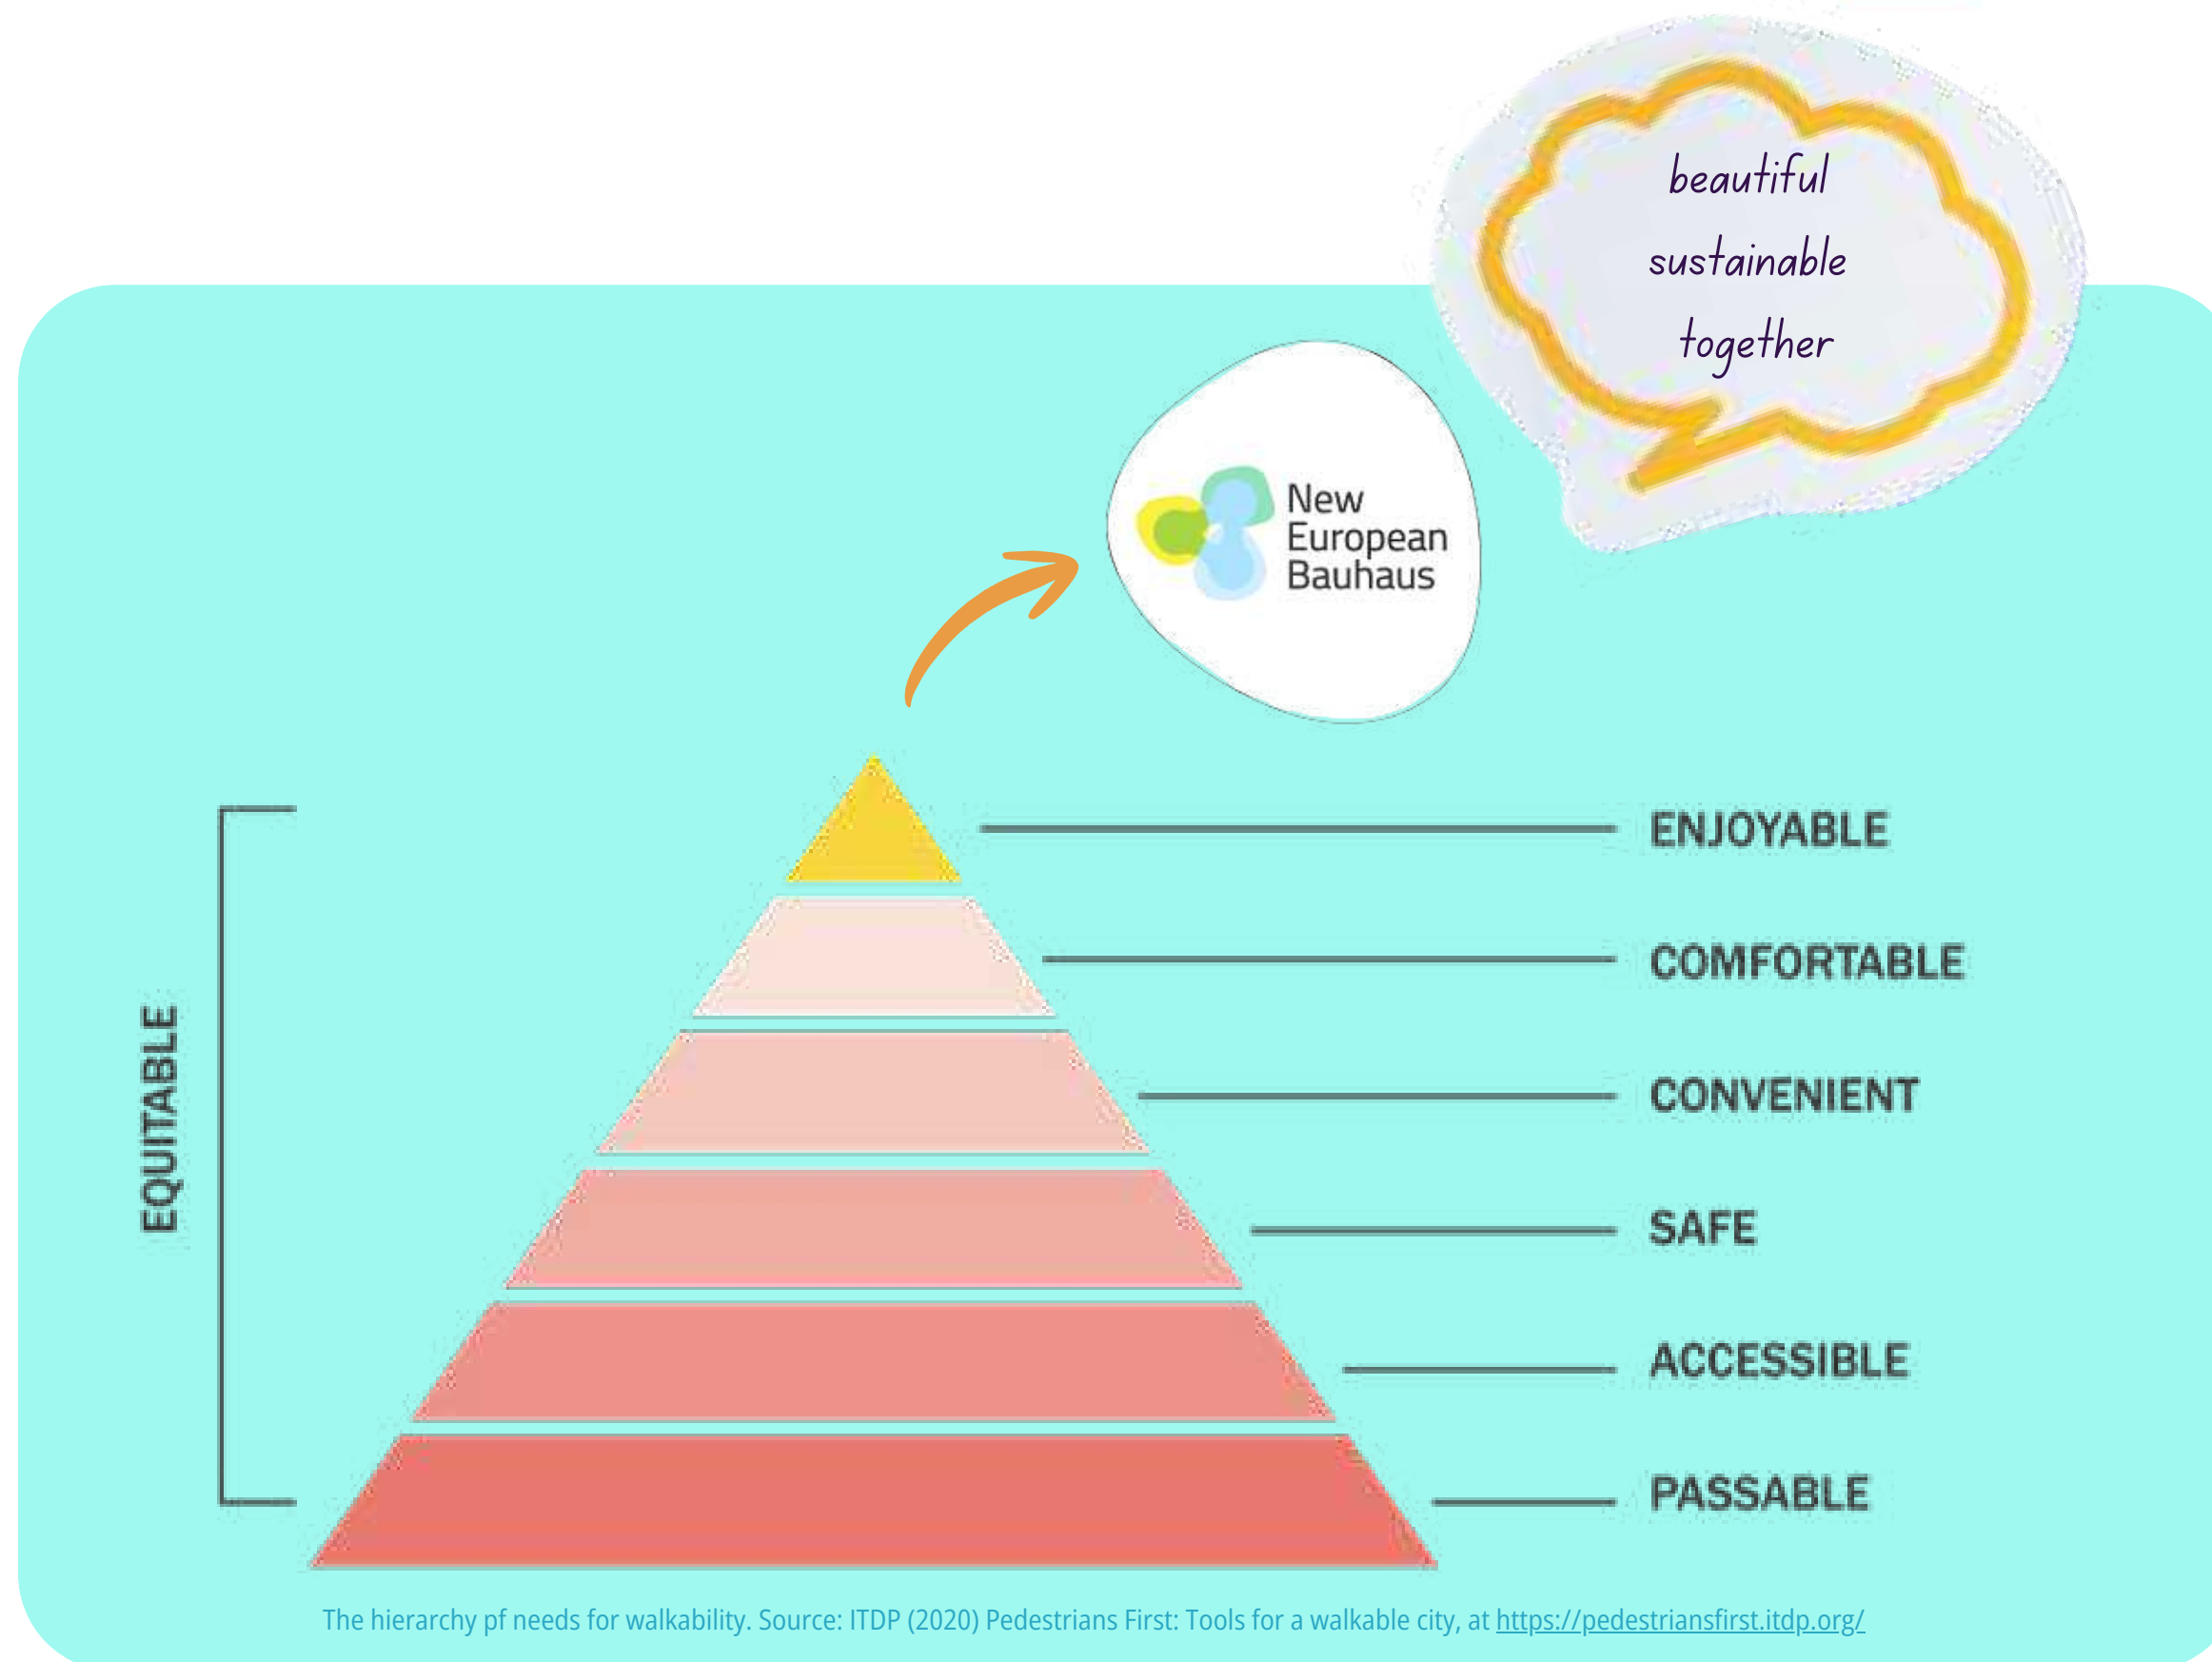 beautiful
sustainable
together
New
European
Bauhaus
EQUITABLE
ENJOYABLE
COMFORTABLE
CONVENIENT
SAFE
ACCESSIBLE
PASSABLE
The hierarchy pf needs for walkability. Source: ITDP (2020) Pedestrians First: Tools for a walkable city, at https://pedestriansfirst.itdp.org/